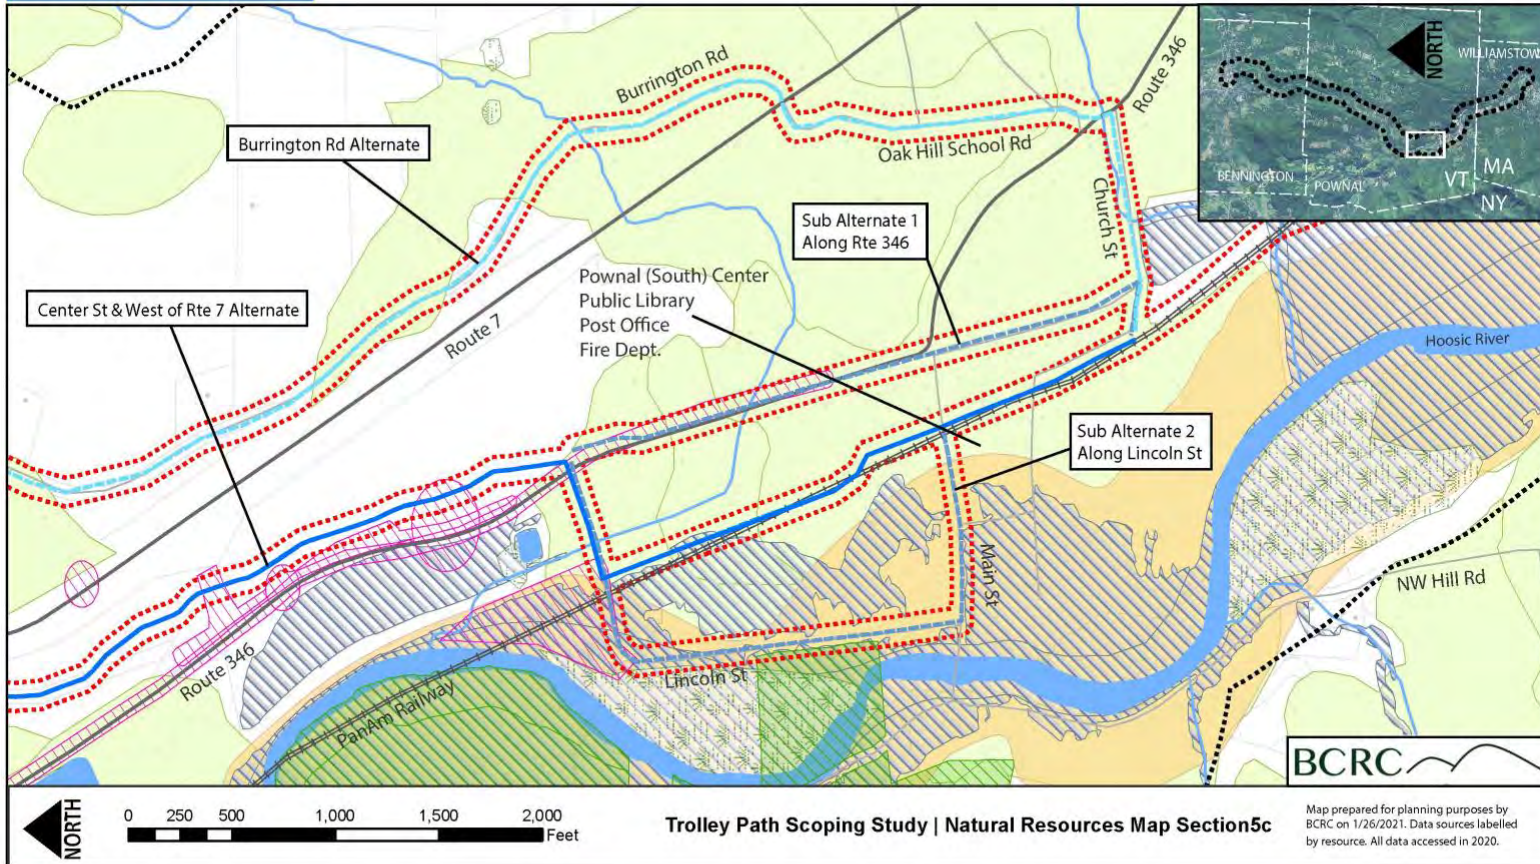 NORTH
WILLIAMSTOW
BENNINGTON
POWNAL
VT
MA
NY
Burrington Rd
Route 346
Burrington Rd Alternate
Oak Hill School Rd
Church St
Sub Alternate 1
Along Rte 346
Pownal (South) Center
Public Library
Post Office
Fire Dept.
Center St & West of Rte 7 Alternate
Route 7
Hoosic River
Sub Alternate 2
Along Lincoln St
Main St
NW Hill Rd
Route 346
Lincoln St
PanAm Railway
BCRC
NORTH
0 250 500 1,000 1,500 2,000
Feet
Trolley Path Scoping Study | Natural Resources Map Section5c
Map prepared for planning purposes by
BCRC on 1/26/2021. Data sources labelled
by resource. All data accessed in 2020.